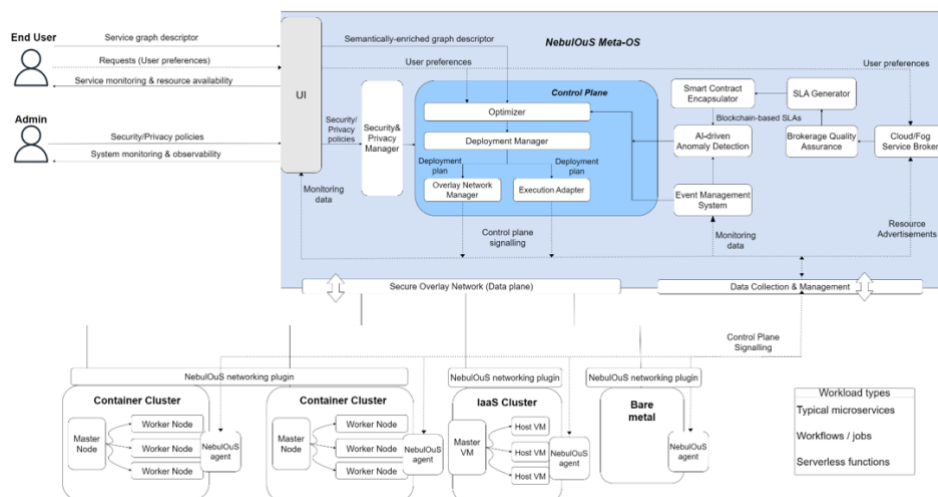 End User
Service graph descriptor
Requests (User preferences)
Service monitoring & resource availability
Admin
Security/Privacy policies
System monitoring & observability
UI
Semantically-enriched graph descriptor
User preferences
NebulOuS Meta-OS
User preferences
Security/
Privacy
policies
Security&
Privacy
Manager
Control Plane
Optimizer
Deployment Manager
Deployment
plan
Deployment
plan
Overlay Network
Manager
Execution Adapter
Smart Contract
Encapsulator
SLA Generator
Blockchain-based SLAs
AI-driven
Anomaly Detection
Brokerage Quality
Assurance
Cloud/Fog
Service Broker
Event Management
System
Monitoring
data
Control plane
signalling
Monitoring
data
Resource
Advertisements
Secure Overlay Network (Data plane)
Data Collection & Management
Control Plane
Signalling
NebulOuS networking plugin
NebulOuS networking plugin
NebulOuS networking plugin
Container Cluster
Master
Node
Worker Node
Worker Node
Worker Node
NebulOuS
agent
Container Cluster
Master
Node
Worker Node
Worker Node
Worker Node
NebulOuS
agent
IaaS Cluster
Master
VM
Host VM
Host VM
Host VM
NebulOuS
agent
Bare
metal
NebulOuS
agent
Workload types
Typical microservices
Workflows / jobs
Serverless functions